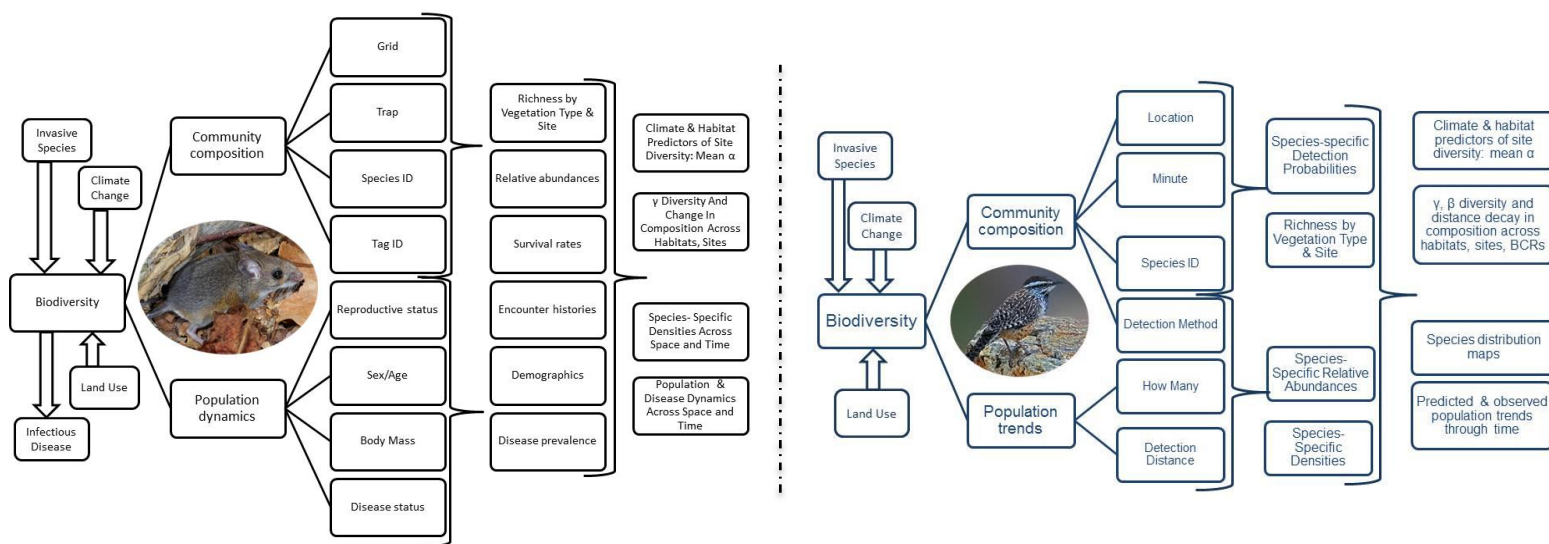 Invasive
Species
Climate
Change
Biodiversity
Land Use
Infectious
Disease
Community
composition
Population
dynamics
Grid
Trap
Species ID
Tag ID
Reproductive status
Sex/Age
Body Mass
Disease status
Richness by
Vegetation Type &
Site
Relative abundances
Survival rates
Encounter histories
Demographics
Disease prevalence
Climate & Habitat
Predictors of Site
Diversity: Mean α
γ Diversity And
Change In
Composition Across
Habitats, Sites
Species- Specific
Densities Across
Space and Time
Population &
Disease Dynamics
Across Space and
Time
Invasive
Species
Climate
Change
Biodiversity
Land Use
Community
composition
Population
trends
Location
Minute
Species ID
Detection Method
How Many
Detection
Distance
Species-specific
Detection
Probabilities
Richness by
Vegetation Type
& Site
Species-
Specific Relative
Abundances
Species-
Specific
Densities
Climate & habitat
predictors of site
diversity: mean α
γ, β diversity and
distance decay in
composition across
habitats, sites, BCRs
Species distribution
maps
Predicted & observed
population trends
through time